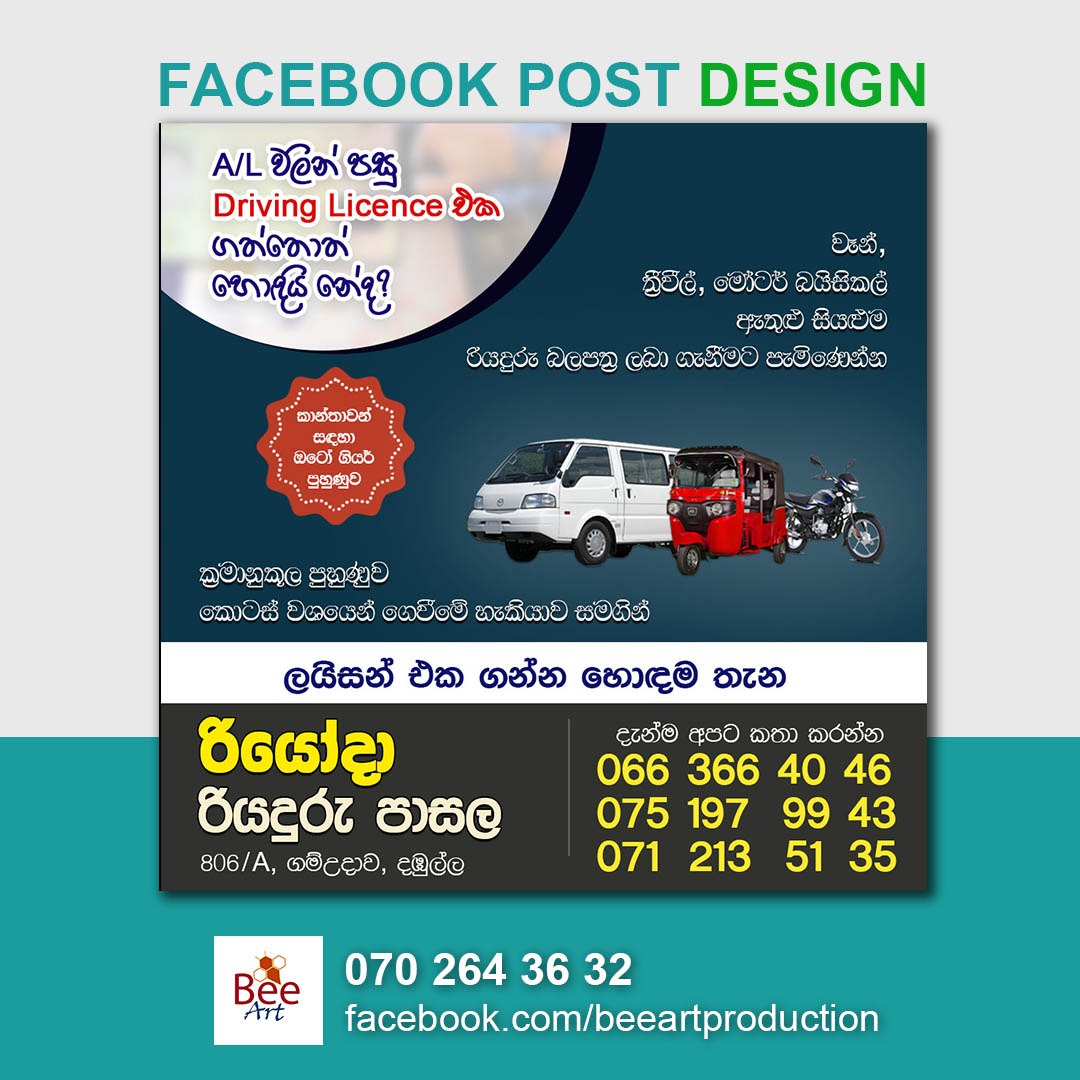 FACEBOOK POST DESIGN
A/L වලින් පසු
Driving Licence එක
ගත්තොත්
හොඳයි නේද?
වෑන්,
ත්‍රීවිල්, මෝටර් බයිසිකල්
ඇතුළු සියළුම
රියදුරු බලපත්‍ර ලබා ගැනීමට පැමිණෙන්න
කාන්තාවන්
සඳහා
ඔටෝ ගියර්
පුහුණුව
ක්‍රමානුකූල පුහුණුව
කොටස් වශයෙන් ගෙවීමේ හැකියාව සමගින්
ලයිසන් එක ගන්න හොඳම තැන
රියෝදා
රියදුරු පාසල
806/A, ගම්උදාව, දඹුල්ල
දැන්ම අපට කතා කරන්න
066 366 40 46
075 197 99 43
071 213 51 35
Bee
Art
070 264 36 32
facebook.com/beeartproduction